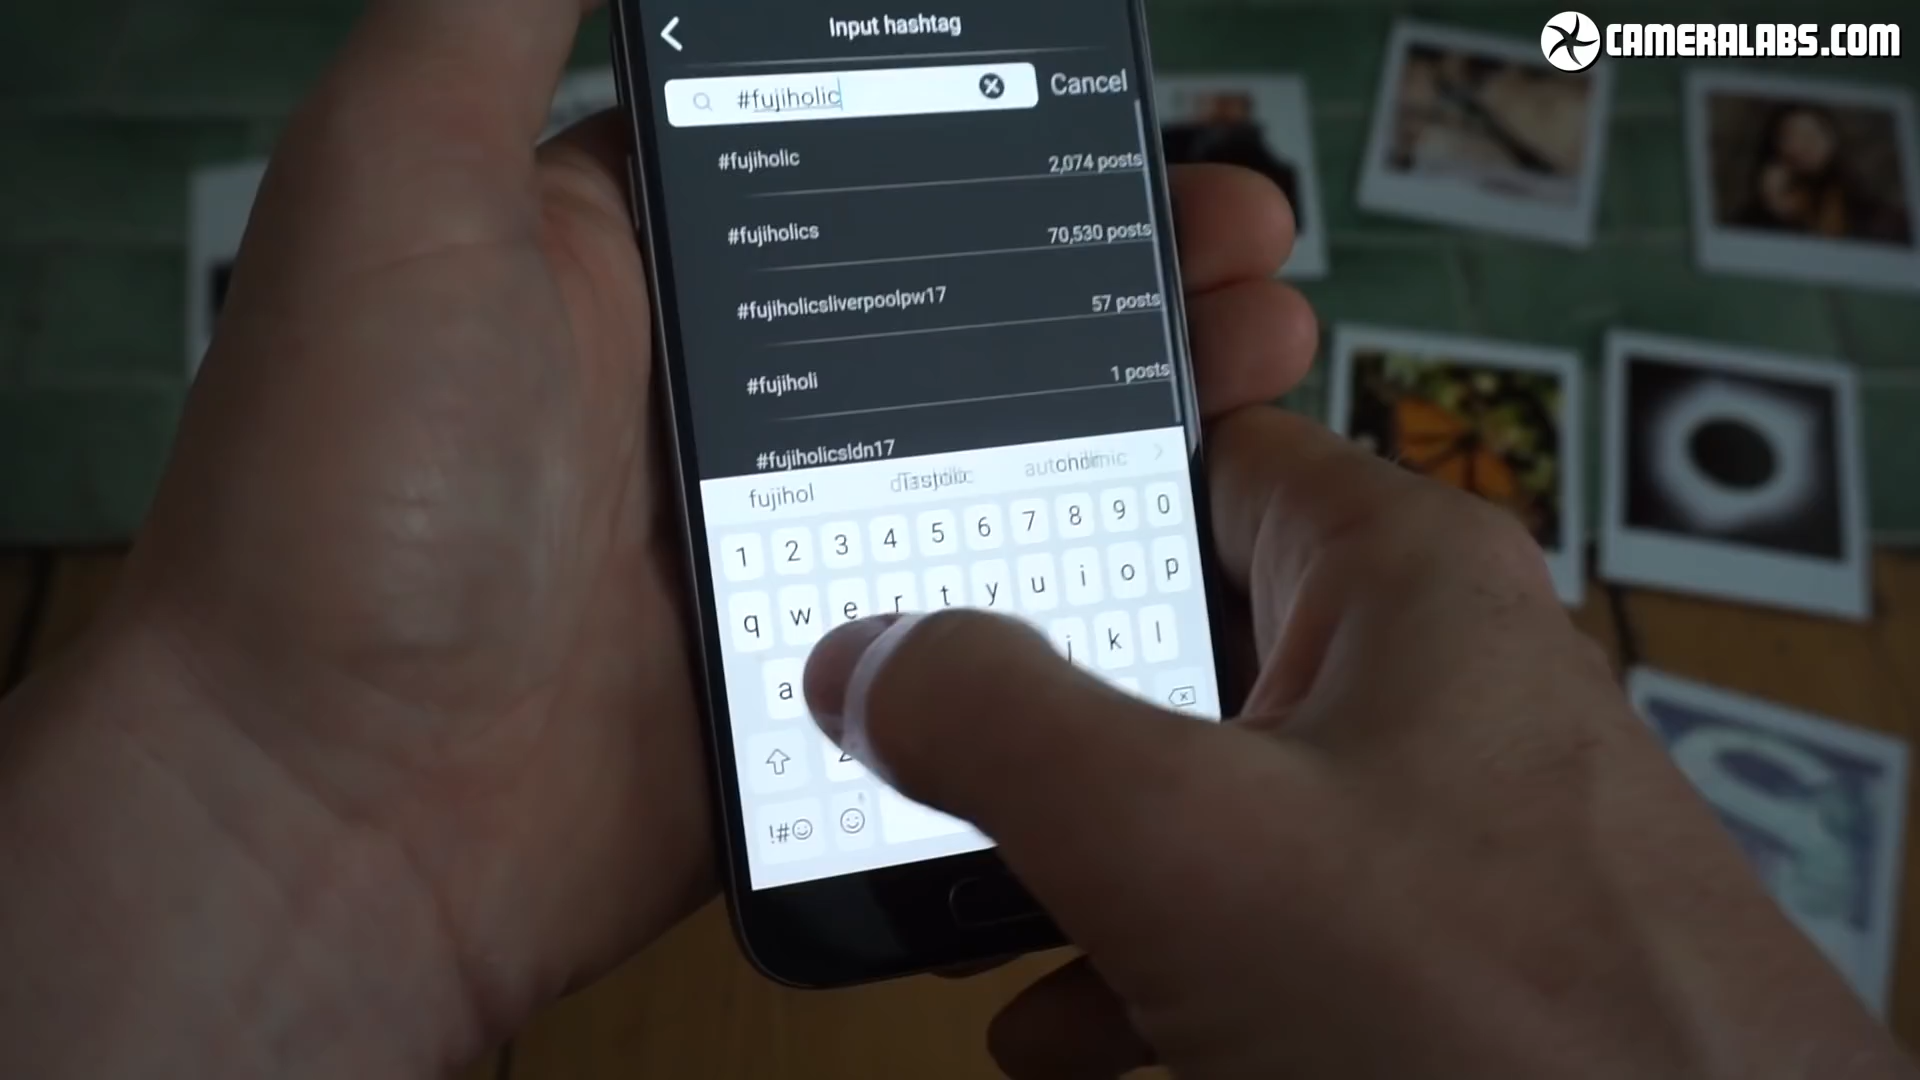 CAMERALABS.COM
Input hashtag
#fujiholic
Cancel
#fujiholic 2,074 posts
#fujiholics 70,530 posts
#fujiholicsliverpoolpw17 57 posts
#fujiholi 1 posts
#fujiholicsldn17
fujihol
1 2 3 4 5 6 7 8 9 0
q w e r t y u i o p
a j k l
!#